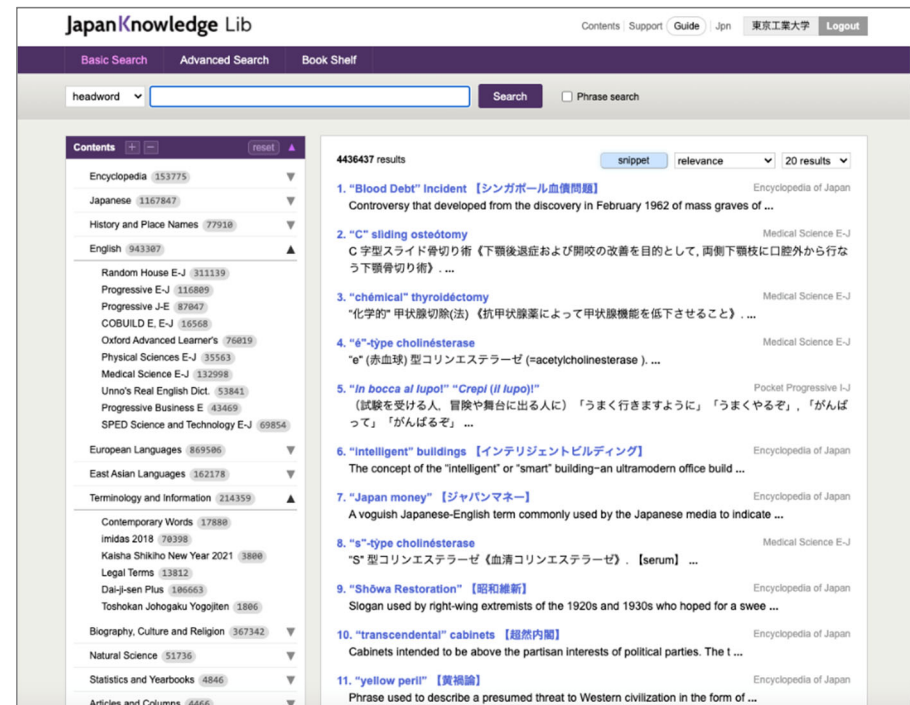 JapanKnowledge Lib
Contents Support Guide Jpn 東京工業大学 Logout
Basic Search Advanced Search Book Shelf
headword Search Phrase search
Contents + − reset ▲
Encyclopedia 153775
Japanese 1167847
History and Place Names 77910
English 943307
Random House E-J 311139
Progressive E-J 116809
Progressive J-E 87047
COBUILD E, E-J 16568
Oxford Advanced Learner's 76019
Physical Sciences E-J 35563
Medical Science E-J 132998
Unno's Real English Dict. 53841
Progressive Business E 43469
SPED Science and Technology E-J 69854
European Languages 869506
East Asian Languages 162178
Terminology and Information 214359
Contemporary Words 17880
imidas 2018 70398
Kaisha Shikiho New Year 2021 3800
Legal Terms 13812
Dai-ji-sen Plus 106663
Toshokan Johogaku Yogojiten 1806
Biography, Culture and Religion 367342
Natural Science 51736
Statistics and Yearbooks 4846
Articles and Columns 4466
4436437 results snippet relevance 20 results
1. "Blood Debt" Incident 【シンガポール血債問題】 Encyclopedia of Japan
Controversy that developed from the discovery in February 1962 of mass graves of ...
2. "C" sliding osteótomy Medical Science E-J
C 字型スライド骨切り術《下顎後退症および開咬の改善を目的として, 両側下顎枝に口腔外から行な
う下顎骨切り術》. ...
3. "chémical" thyroidéctomy Medical Science E-J
"化学的" 甲状腺切除(法) 《抗甲状腺薬によって甲状腺機能を低下させること》. ...
4. "é"-týpe cholinésterase Medical Science E-J
"e" (赤血球) 型コリンエステラーゼ (=acetylcholinesterase ). ...
5. "In bocca al lupo!" "Crepi (il lupo)!" Pocket Progressive I-J
（試験を受ける人，冒険や舞台に出る人に）「うまく行きますように」「うまくやるぞ」, 「がんば
って」「がんばるぞ」 ...
6. "intelligent" buildings 【インテリジェントビルディング】 Encyclopedia of Japan
The concept of the "intelligent" or "smart" building−an ultramodern office build ...
7. "Japan money" 【ジャパンマネー】 Encyclopedia of Japan
A voguish Japanese-English term commonly used by the Japanese media to indicate ...
8. "s"-týpe cholinésterase Medical Science E-J
"S" 型コリンエステラーゼ《血清コリンエステラーゼ》. 【serum】 ...
9. "Shōwa Restoration" 【昭和維新】 Encyclopedia of Japan
Slogan used by right-wing extremists of the 1920s and 1930s who hoped for a swee ...
10. "transcendental" cabinets 【超然内閣】 Encyclopedia of Japan
Cabinets intended to be above the partisan interests of political parties. The t ...
11. "yellow peril" 【黄禍論】 Encyclopedia of Japan
Phrase used to describe a presumed threat to Western civilization in the form of ...